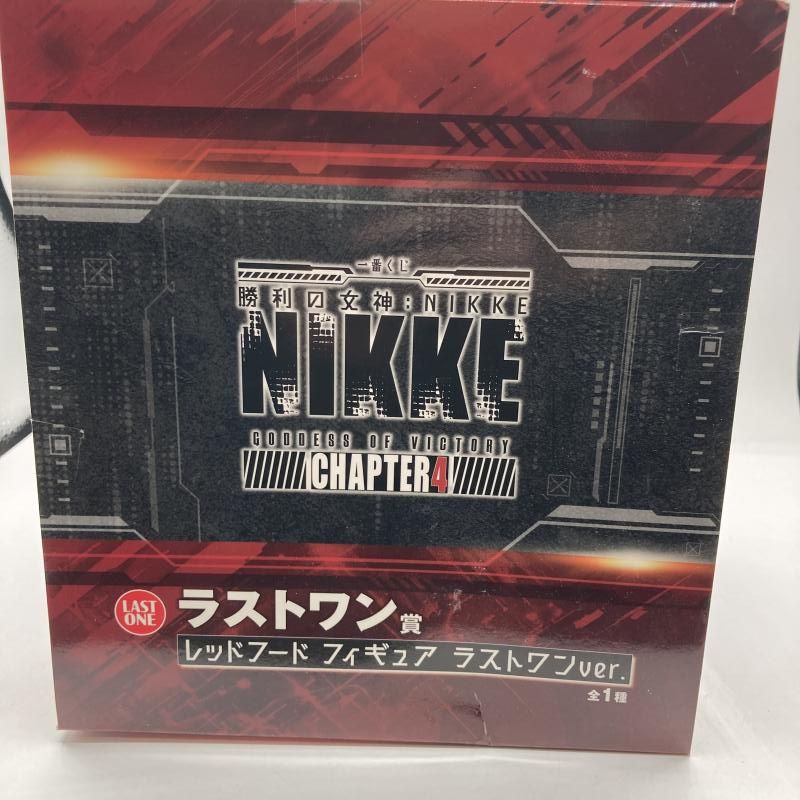 一番くじ
勝利の女神:NIKKE
NIKKE
GODDESS OF VICTORY
CHAPTER4
LAST
ONE
ラストワン賞
レッドフード フィギュア ラストワンver.
全1種